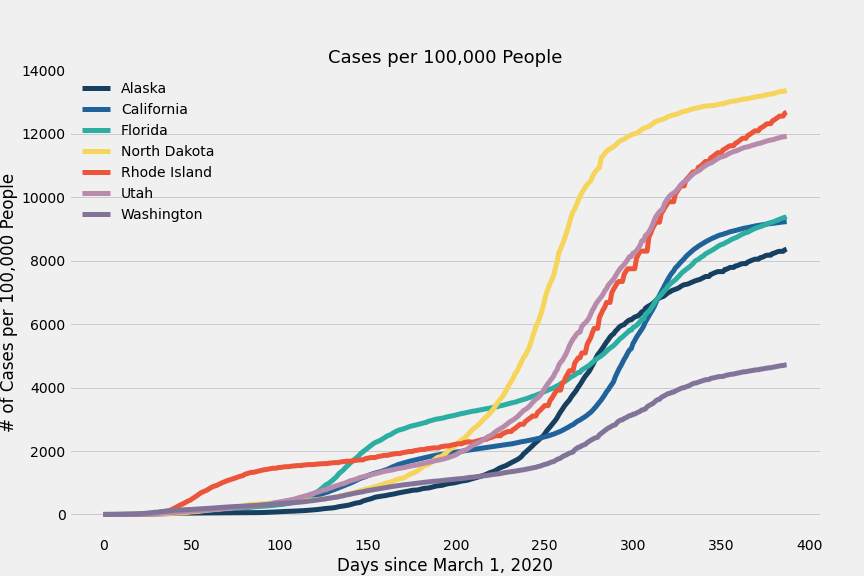 Cases per 100,000 People
14000
12000
10000
8000
6000
4000
2000
0
# of Cases per 100,000 People
Alaska
California
Florida
North Dakota
Rhode Island
Utah
Washington
0 50 100 150 200 250 300 350 400
Days since March 1, 2020